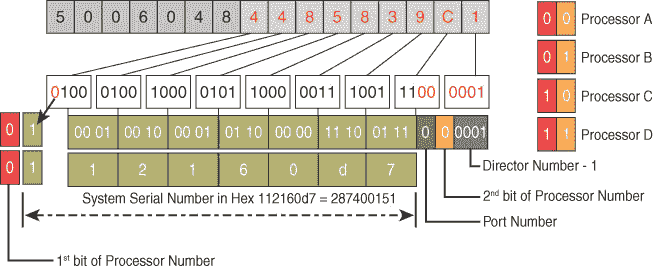 5 0 0 6 0 4 8 4 4 8 5 8 3 9 C 1
0 0 Processor A
0 1 Processor B
1 0 Processor C
1 1 Processor D
0100 0100 1000 0101 1000 0011 1001 1100 0001
0 1 00 01 00 10 00 01 01 10 00 00 11 10 01 11 0 0 0001
0 1 1 2 1 6 0 d 7
Director Number - 1
2nd bit of Processor Number
Port Number
System Serial Number in Hex 112160d7 = 287400151
1st bit of Processor Number